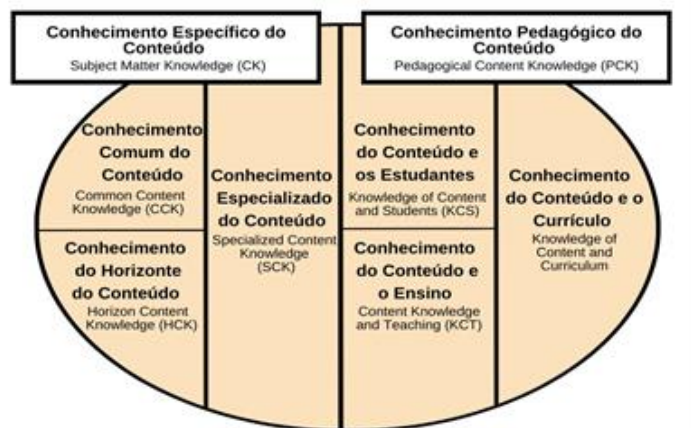 Conhecimento Específico do
Conteúdo
Subject Matter Knowledge (CK)
Conhecimento Pedagógico do
Conteúdo
Pedagogical Content Knowledge (PCK)
Conhecimento
Comum do
Conteúdo
Common Content
Knowledge (CCK)
Conhecimento
do Horizonte
do Conteúdo
Horizon Content
Knowledge (HCK)
Conhecimento
Especializado
do Conteúdo
Specialized Content
Knowledge
(SCK)
Conhecimento
do Conteúdo e
os Estudantes
Knowledge of Content
and Students (KCS)
Conhecimento
do Conteúdo e
o Ensino
Content Knowledge
and Teaching (KCT)
Conhecimento
do Conteúdo e o
Currículo
Knowledge of
Content and
Curriculum